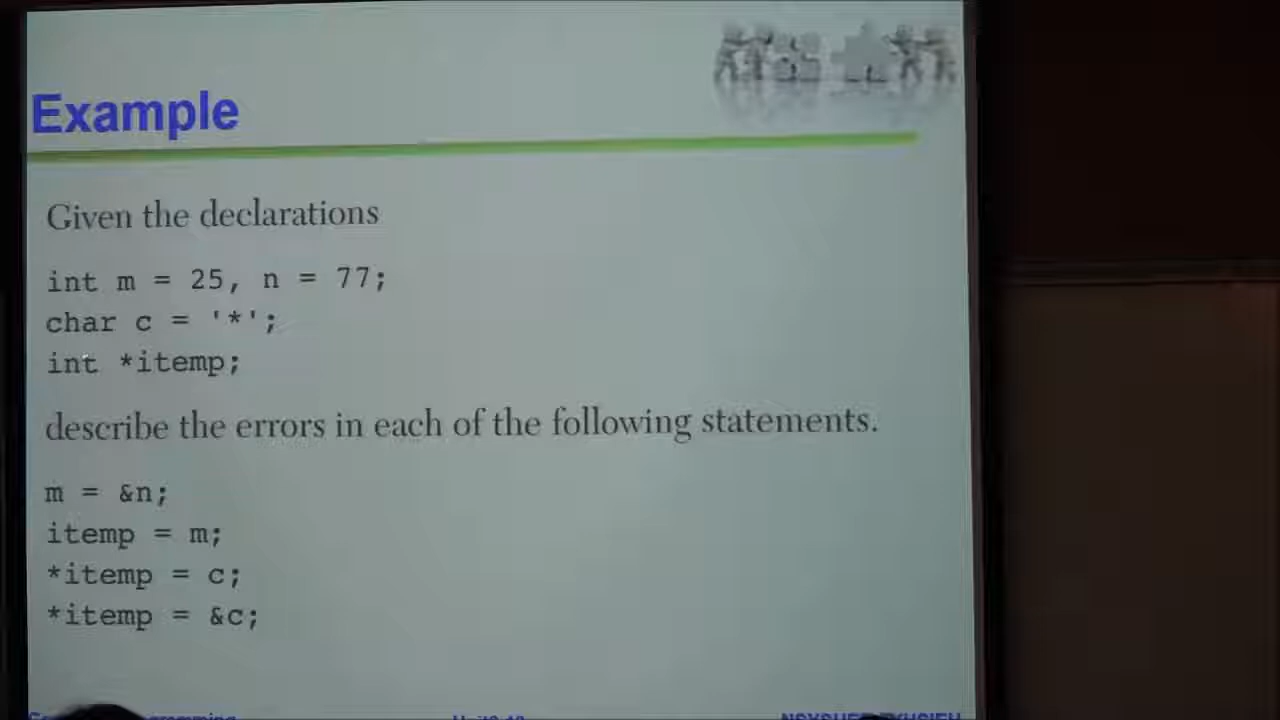 Example
Given the declarations
int m = 25, n = 77;
char c = '*';
int *itemp;
describe the errors in each of the following statements.
m = &n;
itemp = m;
*itemp = c;
*itemp = &c;